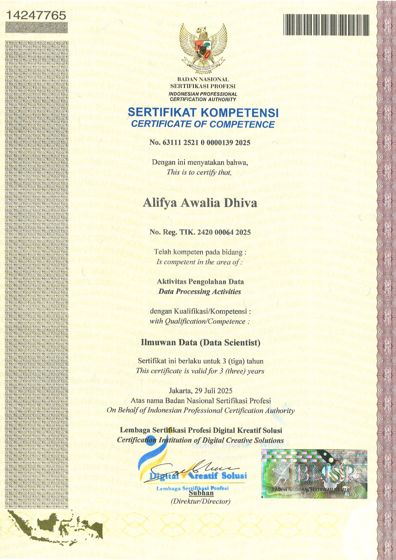 14247765
BADAN NASIONAL
SERTIFIKASI PROFESI
INDONESIAN PROFESSIONAL
CERTIFICATION AUTHORITY
SERTIFIKAT KOMPETENSI
CERTIFICATE OF COMPETENCE
No. 63111 2521 0 0000139 2025
Dengan ini menyatakan bahwa,
This is to certify that,
Alifya Awalia Dhiva
No. Reg. TIK. 2420 00064 2025
Telah kompeten pada bidang :
Is competent in the area of :
Aktivitas Pengolahan Data
Data Processing Activities
dengan Kualifikasi/Kompetensi :
with Qualification/Competence :
Ilmuwan Data (Data Scientist)
Sertifikat ini berlaku untuk 3 (tiga) tahun
This certificate is valid for 3 (three) years
Jakarta, 29 Juli 2025
Atas nama Badan Nasional Sertifikasi Profesi
On Behalf of Indonesian Professional Certification Authority
Lembaga Sertifikasi Profesi Digital Kreatif Solusi
Certification Institution of Digital Creative Solutions
Digital Kreatif Solusi
Lembaga Sertifikasi Profesi
BNSP
Subhan
(Direktur/Director)